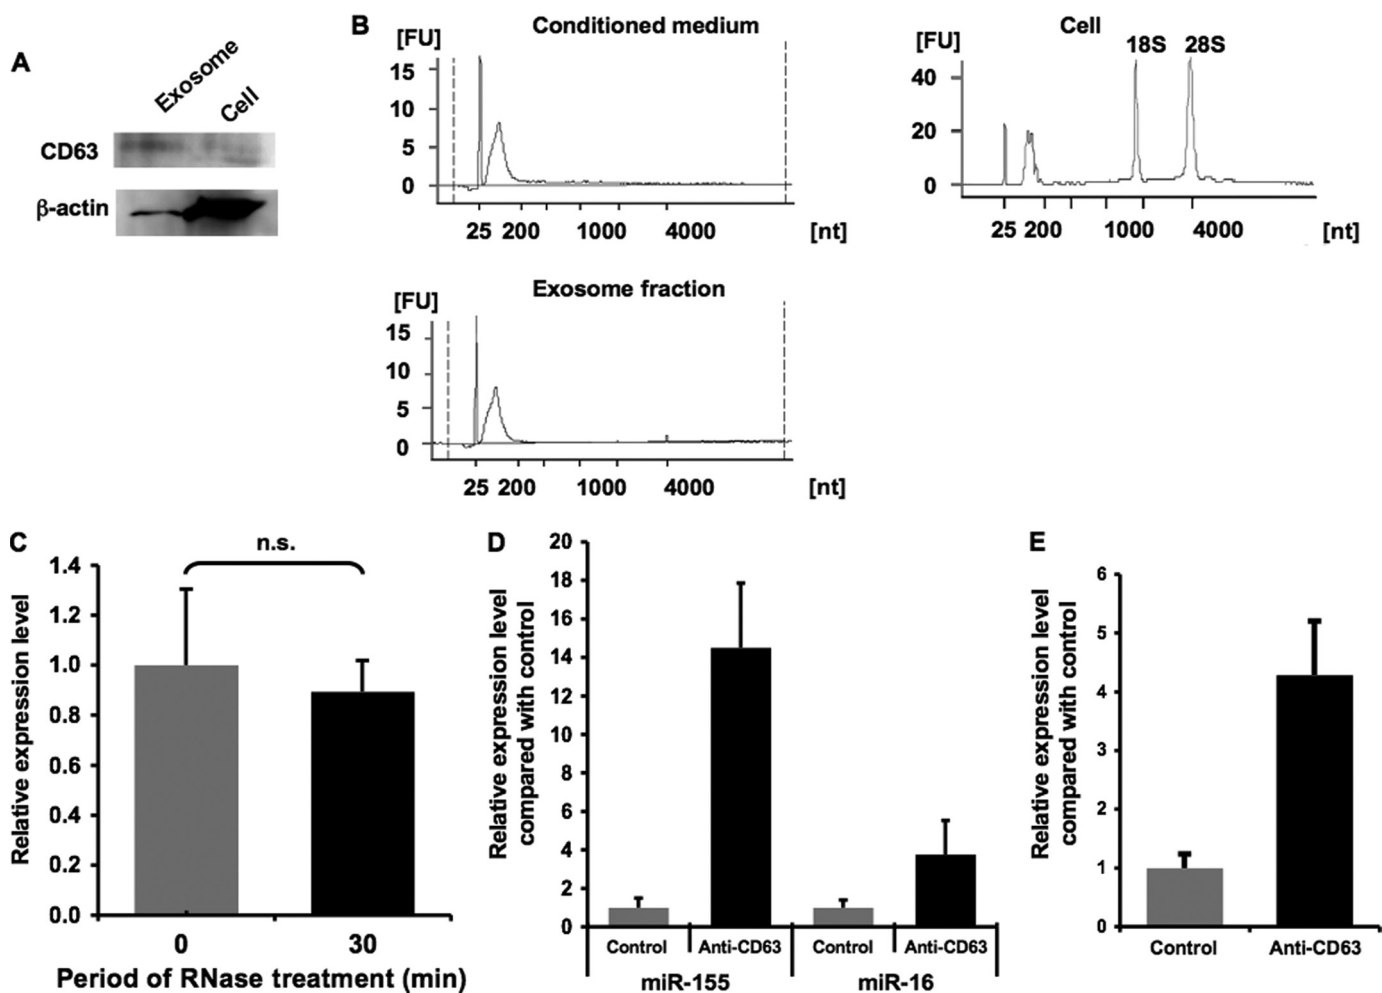 A
Exosome
Cell
CD63
β-actin
B
Conditioned medium
[FU]
15
10
5
0
25 200 1000 4000 [nt]
Cell
[FU]
18S 28S
40
20
0
25 200 1000 4000 [nt]
Exosome fraction
[FU]
15
10
5
0
25 200 1000 4000 [nt]
C
n.s.
Relative expression level
1.4
1.2
1.0
0.8
0.6
0.4
0.2
0.0
0 30
Period of RNase treatment (min)
D
Relative expression level
compared with control
20
18
16
14
12
10
8
6
4
2
0
Control Anti-CD63 Control Anti-CD63
miR-155 miR-16
E
Relative expression level
compared with control
6
5
4
3
2
1
0
Control Anti-CD63